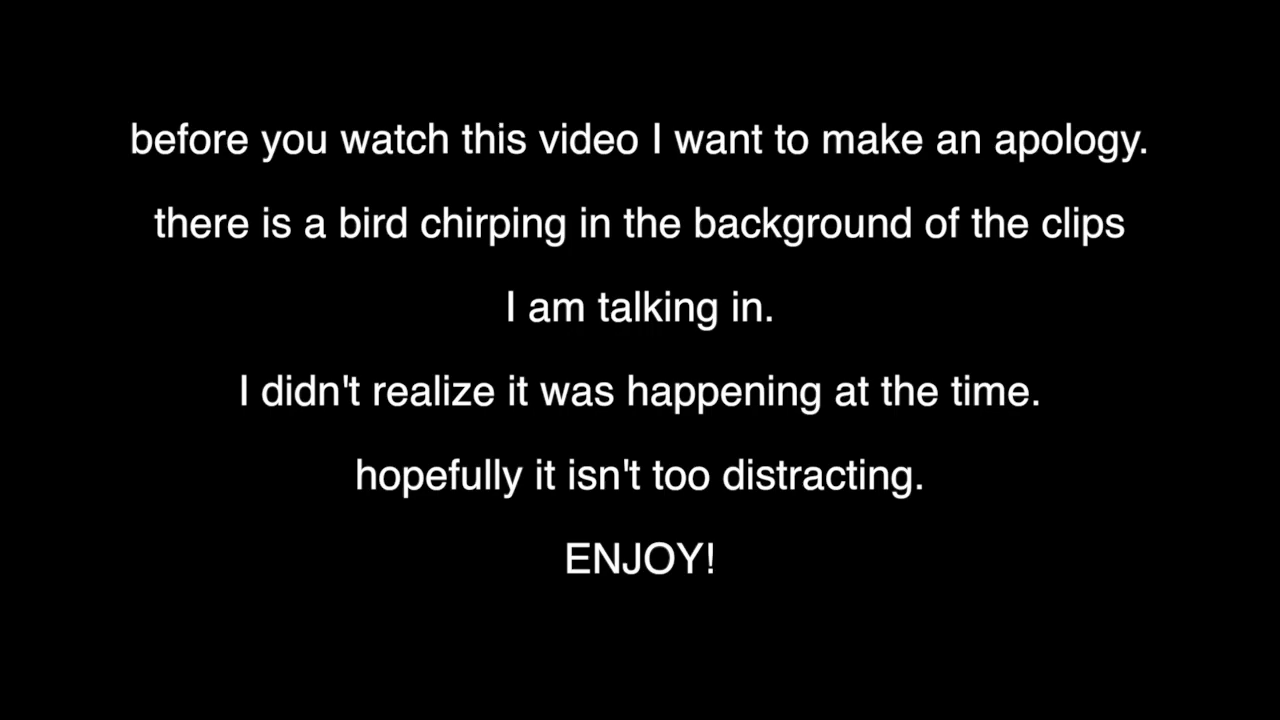 before you watch this video I want to make an apology.
there is a bird chirping in the background of the clips
I am talking in.
I didn't realize it was happening at the time.
hopefully it isn't too distracting.
ENJOY!